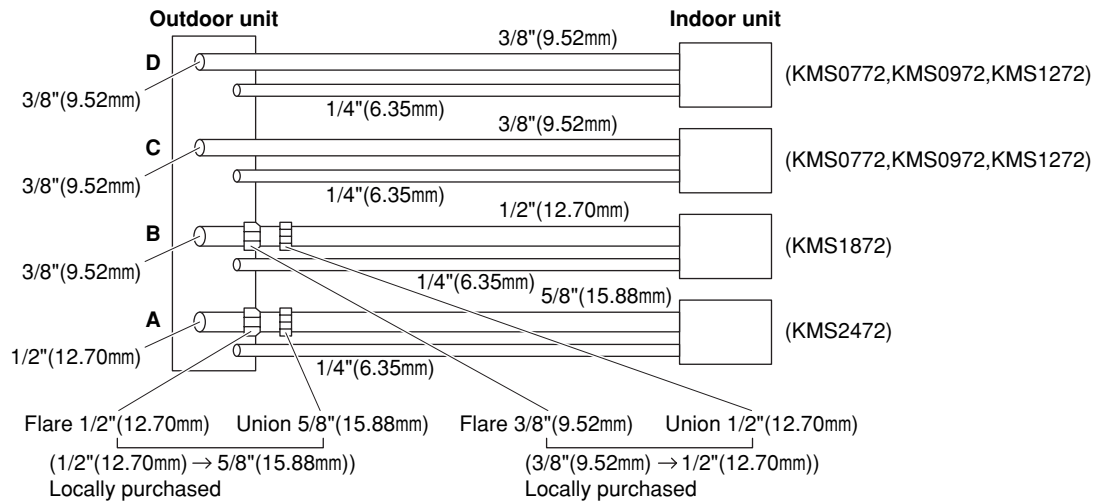 Outdoor unit
Indoor unit
D
3/8"(9.52mm)
3/8"(9.52mm)
1/4"(6.35mm)
(KMS0772,KMS0972,KMS1272)
C
3/8"(9.52mm)
3/8"(9.52mm)
1/4"(6.35mm)
(KMS0772,KMS0972,KMS1272)
B
3/8"(9.52mm)
1/2"(12.70mm)
1/4"(6.35mm)
(KMS1872)
A
1/2"(12.70mm)
5/8"(15.88mm)
1/4"(6.35mm)
(KMS2472)
Flare 1/2"(12.70mm)
Union 5/8"(15.88mm)
(1/2"(12.70mm) → 5/8"(15.88mm))
Locally purchased
Flare 3/8"(9.52mm)
Union 1/2"(12.70mm)
(3/8"(9.52mm) → 1/2"(12.70mm))
Locally purchased